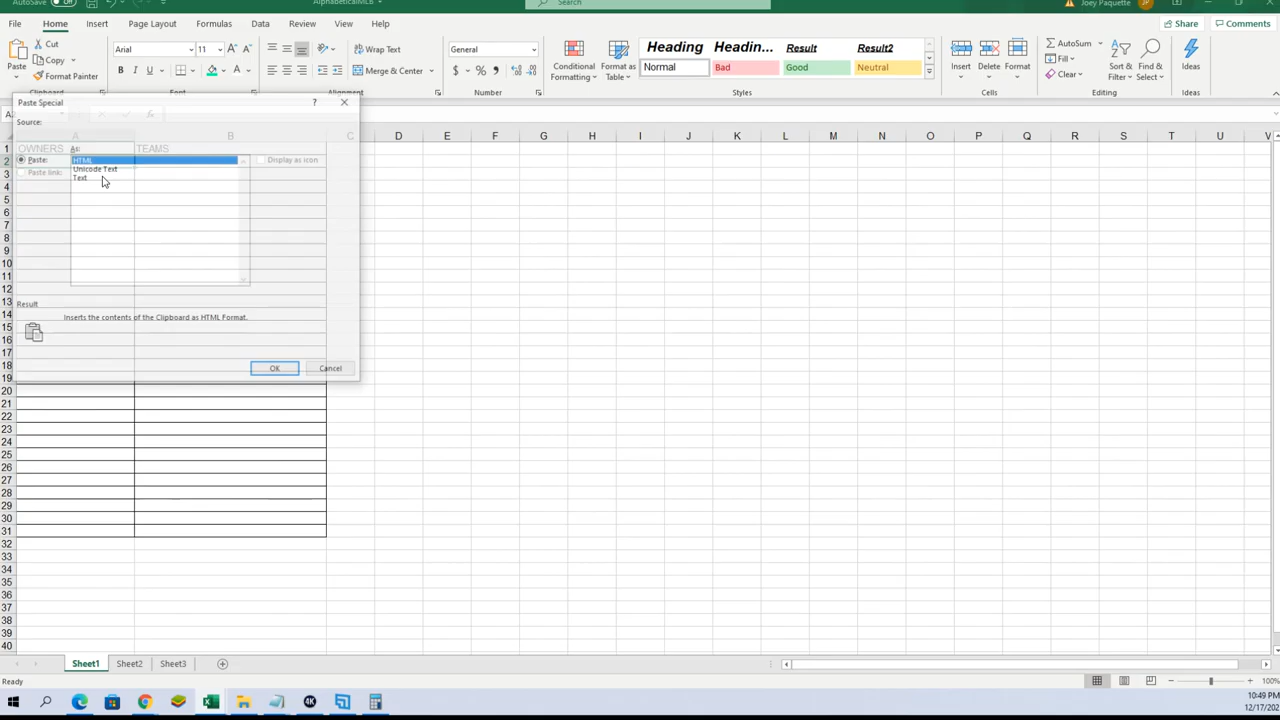 AutoSave Off
AlphabeticalMLB
Search
Joey Paquette JP
File Home Insert Page Layout Formulas Data Review View Help
Share Comments
Paste
Cut
Copy
Format Painter
Clipboard
Arial 11
B I U
Font
Wrap Text
Merge & Center
Alignment
General
$ %
Number
Conditional Formatting
Format as Table
Heading Headin... Result Result2
Normal Bad Good Neutral
Styles
Insert Delete Format
Cells
AutoSum
Fill
Clear
Sort & Filter
Find & Select
Editing
Ideas
Ideas
Paste Special ?
Source:
A B C D E F G H I J K L M N O P Q R S T U V
OWNERS As: TEAMS
Paste:
Paste link:
HTML
Unicode Text
Text
Display as icon
Result
Inserts the contents of the Clipboard as HTML Format.
OK Cancel
1
2
3
4
5
6
7
8
9
10
11
12
13
14
15
16
17
18
19
20
21
22
23
24
25
26
27
28
29
30
31
32
33
34
35
36
37
38
39
40
Sheet1 Sheet2 Sheet3
Ready
100%
4K
10:49 PM
12/17/202